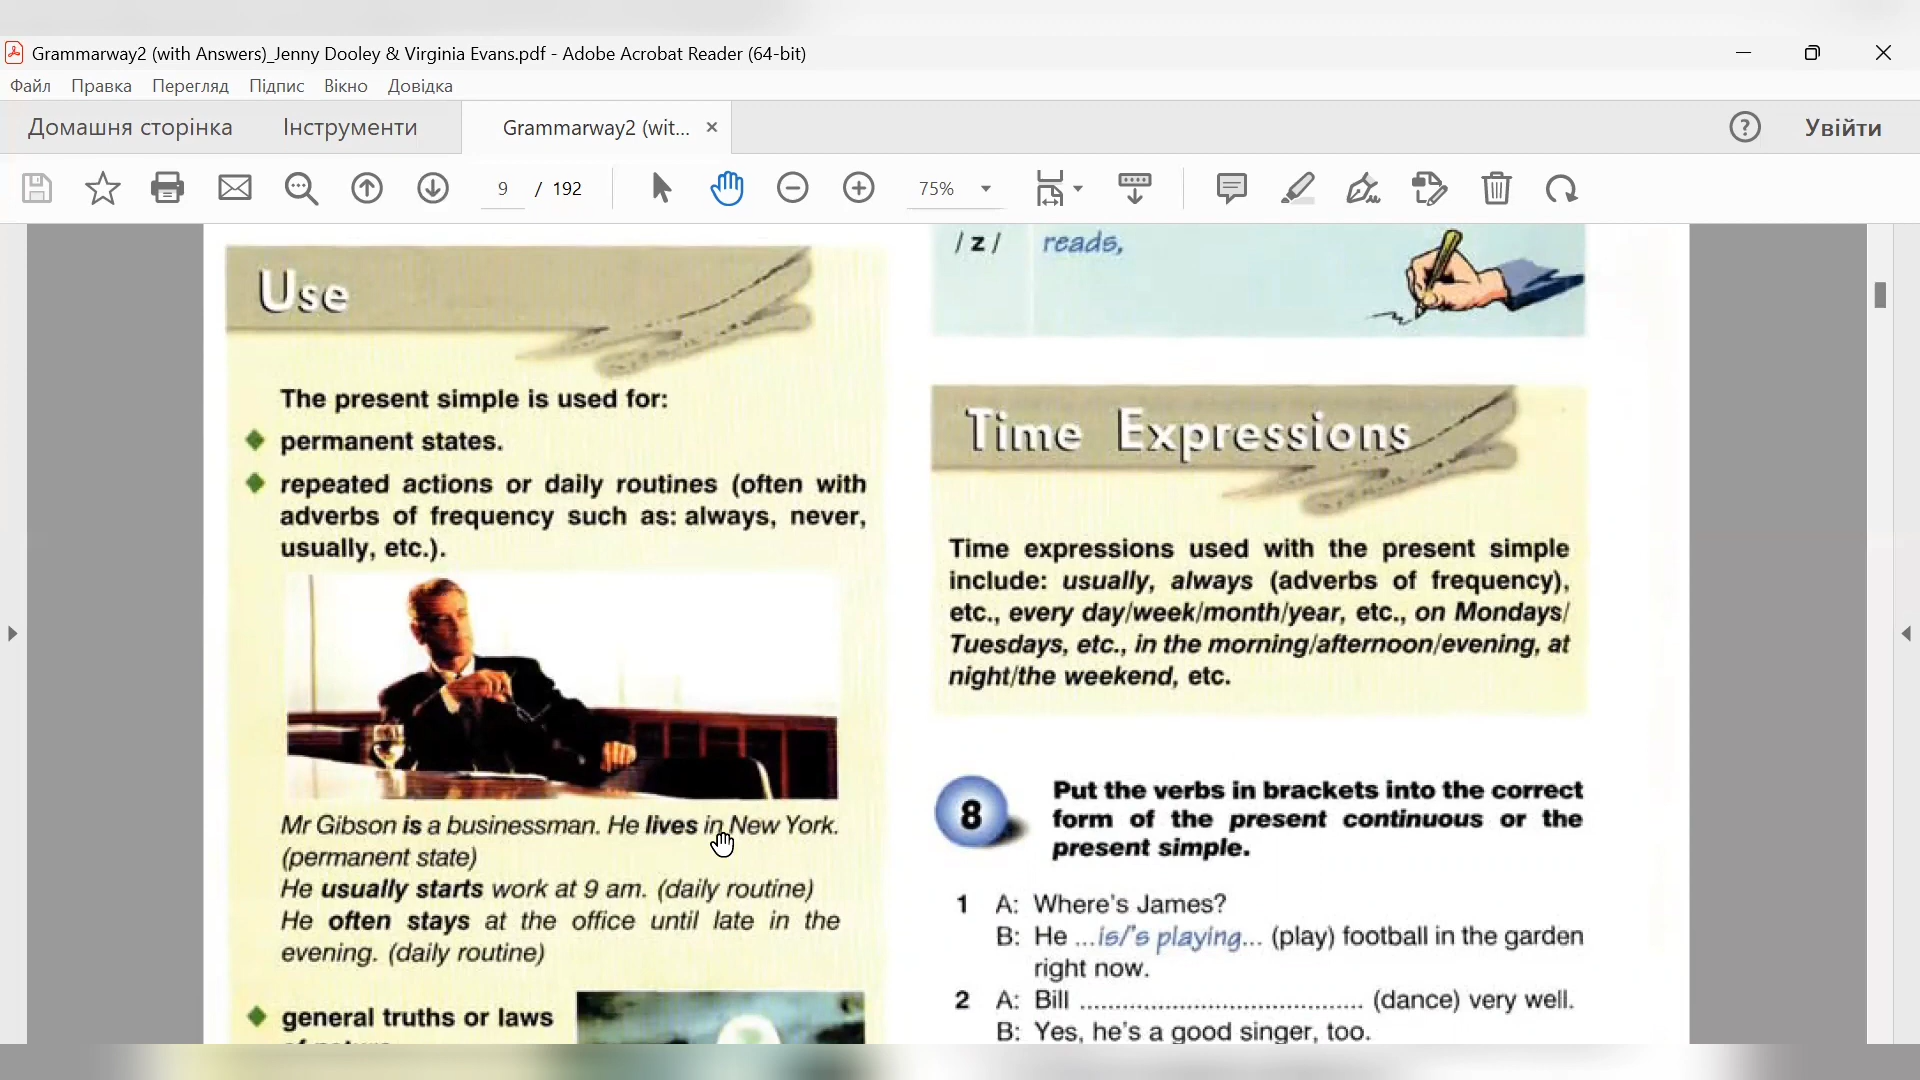 Grammarway2 (with Answers)_Jenny Dooley & Virginia Evans.pdf - Adobe Acrobat Reader (64-bit)
Файл Правка Перегляд Підпис Вікно Довідка
Домашня сторінка Інструменти Grammarway2 (wit... Увійти
9 / 192 75%
Use
The present simple is used for:
permanent states.
repeated actions or daily routines (often with
adverbs of frequency such as: always, never,
usually, etc.).
Mr Gibson is a businessman. He lives in New York.
(permanent state)
He usually starts work at 9 am. (daily routine)
He often stays at the office until late in the
evening. (daily routine)
general truths or laws
/ z / reads,
Time Expressions
Time expressions used with the present simple
include: usually, always (adverbs of frequency),
etc., every day/week/month/year, etc., on Mondays/
Tuesdays, etc., in the morning/afternoon/evening, at
night/the weekend, etc.
8 Put the verbs in brackets into the correct
form of the present continuous or the
present simple.
1 A: Where's James?
B: He ...is/'s playing... (play) football in the garden
right now.
2 A: Bill ........................................ (dance) very well.
B: Yes, he's a good singer, too.